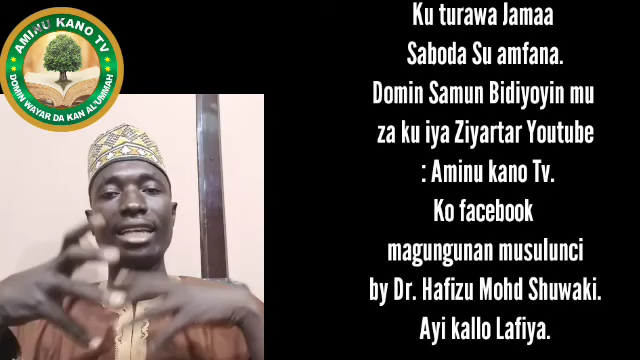 AMINU KANO TV
DOMIN WAYAR DA KAN AL'UMMAH
Ku turawa Jamaa
Saboda Su amfana.
Domin Samun Bidiyoyin mu
za ku iya Ziyartar Youtube
: Aminu kano Tv.
Ko facebook
magungunan musulunci
by Dr. Hafizu Mohd Shuwaki.
Ayi kallo Lafiya.